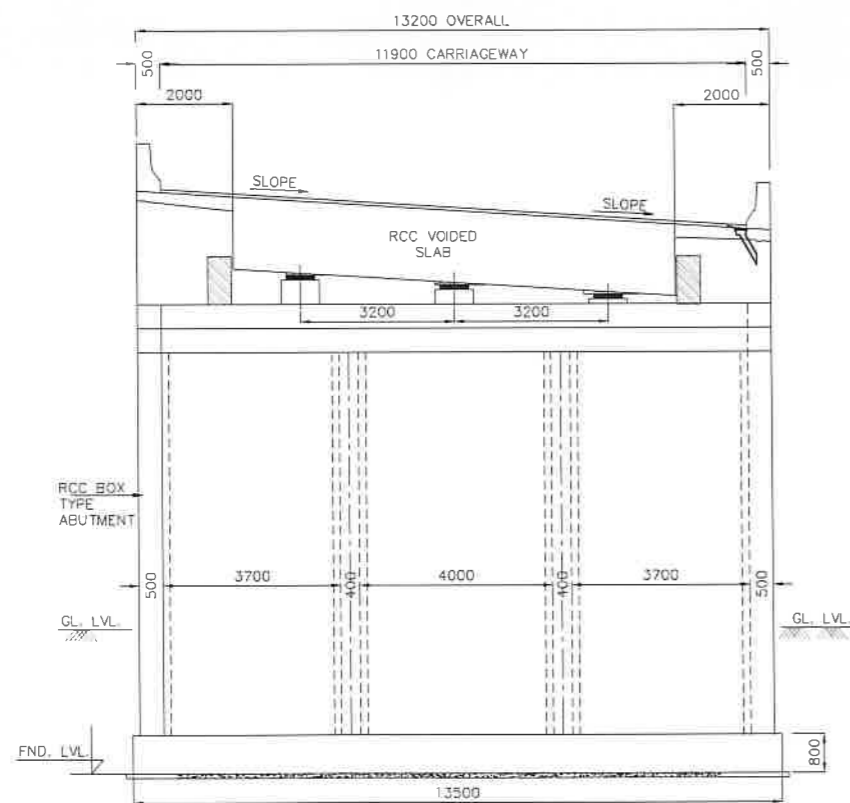 13200 OVERALL
500
11900 CARRIAGEWAY
500
2000
2000
SLOPE
SLOPE
RCC VOIDED
SLAB
3200
3200
RCC BOX
TYPE
ABUTMENT
500
3700
400
4000
400
3700
500
GL. LVL.
GL. LVL.
FND. LVL.
800
13500